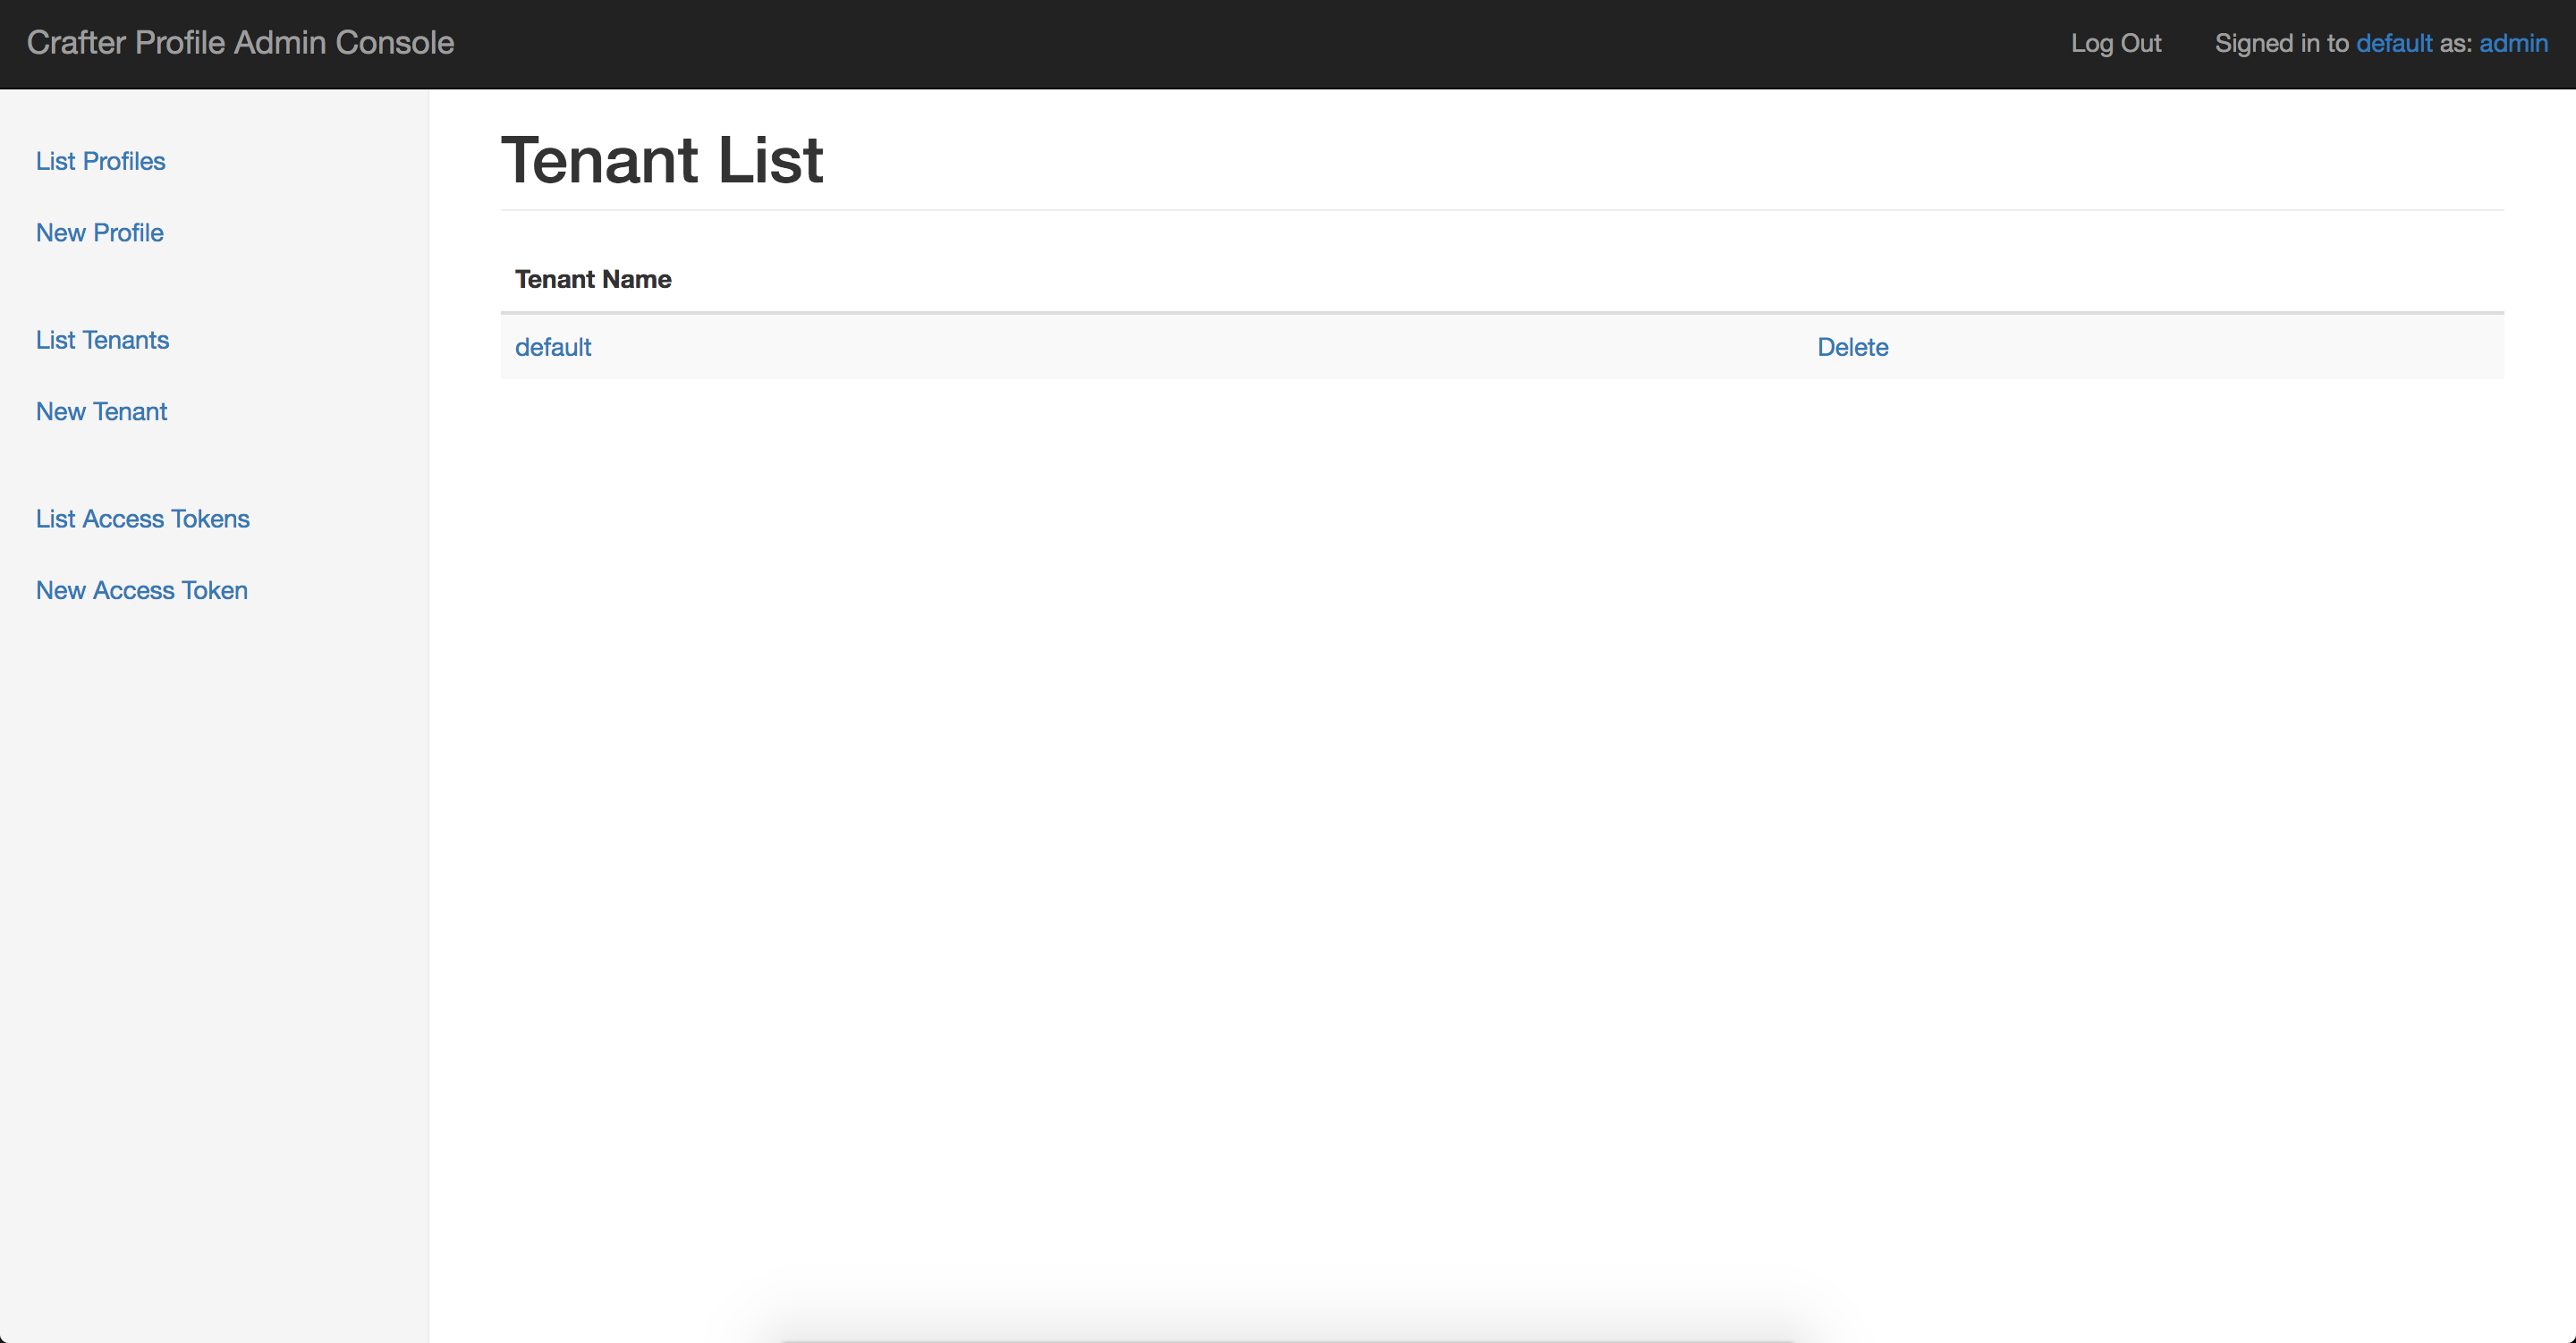 Crafter Profile Admin Console
Log Out Signed in to default as: admin
List Profiles
New Profile
List Tenants
New Tenant
List Access Tokens
New Access Token
Tenant List
Tenant Name
default Delete